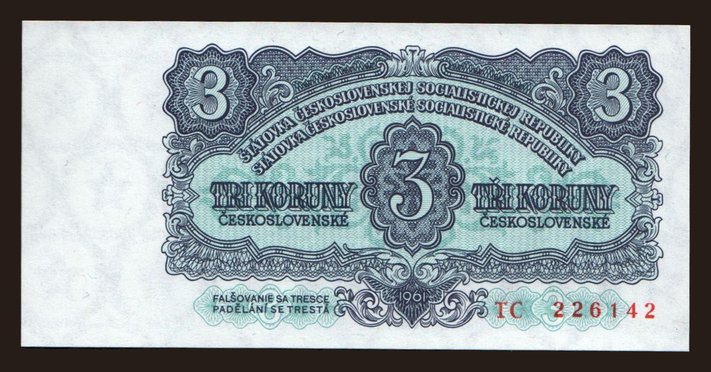 3 3
ŠTÁTOVKA ČESKOSLOVENSKEJ SOCIALISTICKEJ REPUBLIKY
STÁTOVKA ČESKOSLOVENSKÉ SOCIALISTICKÉ REPUBLIKY
TRI KORUNY 3 TŘI KORUNY
ČESKOSLOVENSKÉ ČESKOSLOVENSKÉ
FALŠOVANIE SA TRESCE 1961
PADĚLÁNÍ SE TRESTÁ TC 226142